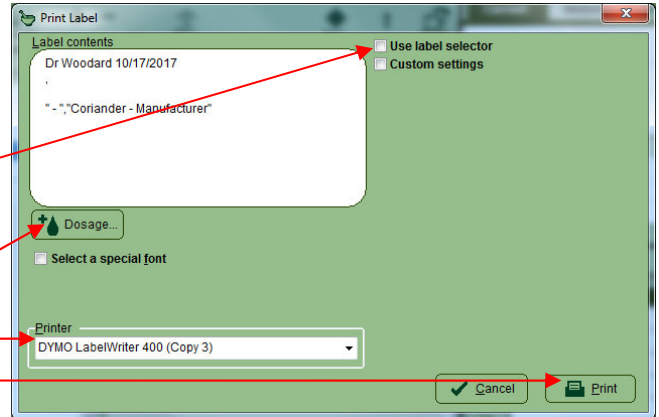 Print Label
Label contents
Dr Woodard 10/17/2017
,
" - ","Coriander - Manufacturer"
Use label selector
Custom settings
Dosage...
Select a special font
Printer
DYMO LabelWriter 400 (Copy 3)
Cancel
Print